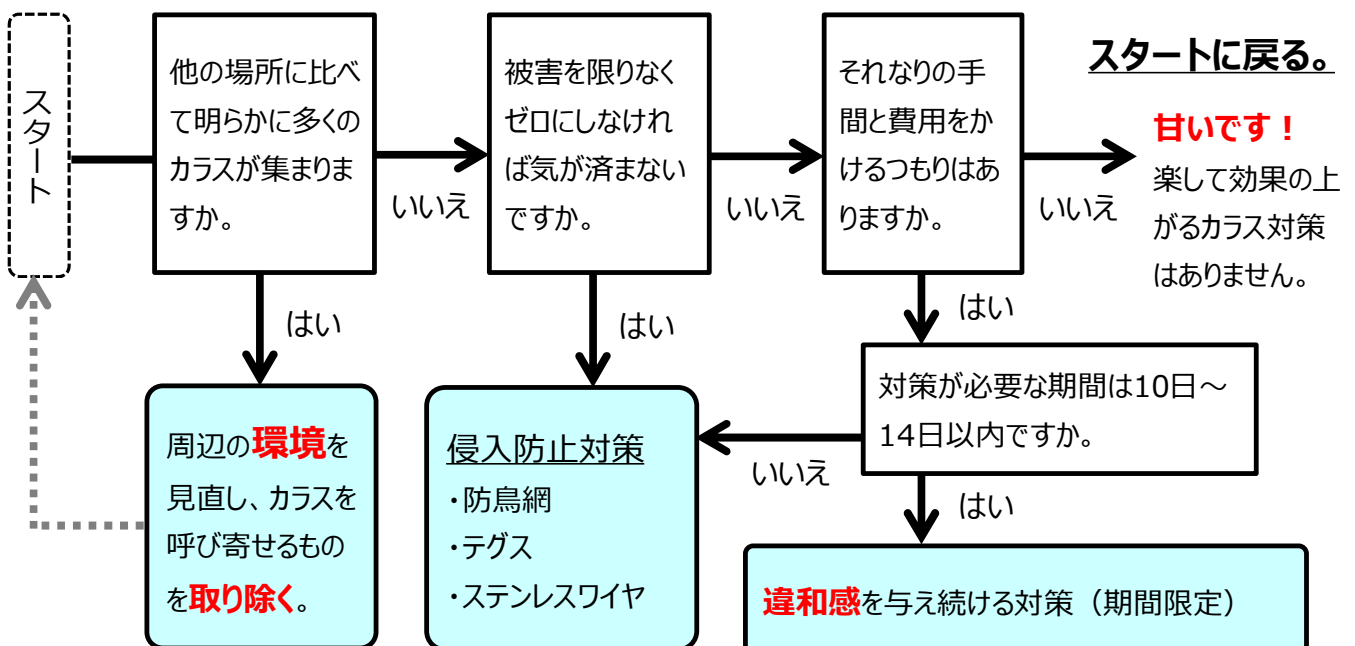 スタート
他の場所に比べ
て明らかに多くの
カラスが集まりま
すか。
いいえ
はい
被害を限りなく
ゼロにしなけれ
ば気が済まない
ですか。
いいえ
はい
それなりの手
間と費用をか
けるつもりはあ
りますか。
いいえ
はい
スタートに戻る。
甘いです！
楽して効果の上
がるカラス対策
はありません。
対策が必要な期間は10日～
14日以内ですか。
いいえ
はい
周辺の環境を
見直し、カラスを
呼び寄せるもの
を取り除く。
侵入防止対策
・防鳥網
・テグス
・ステンレスワイヤ
違和感を与え続ける対策（期間限定）